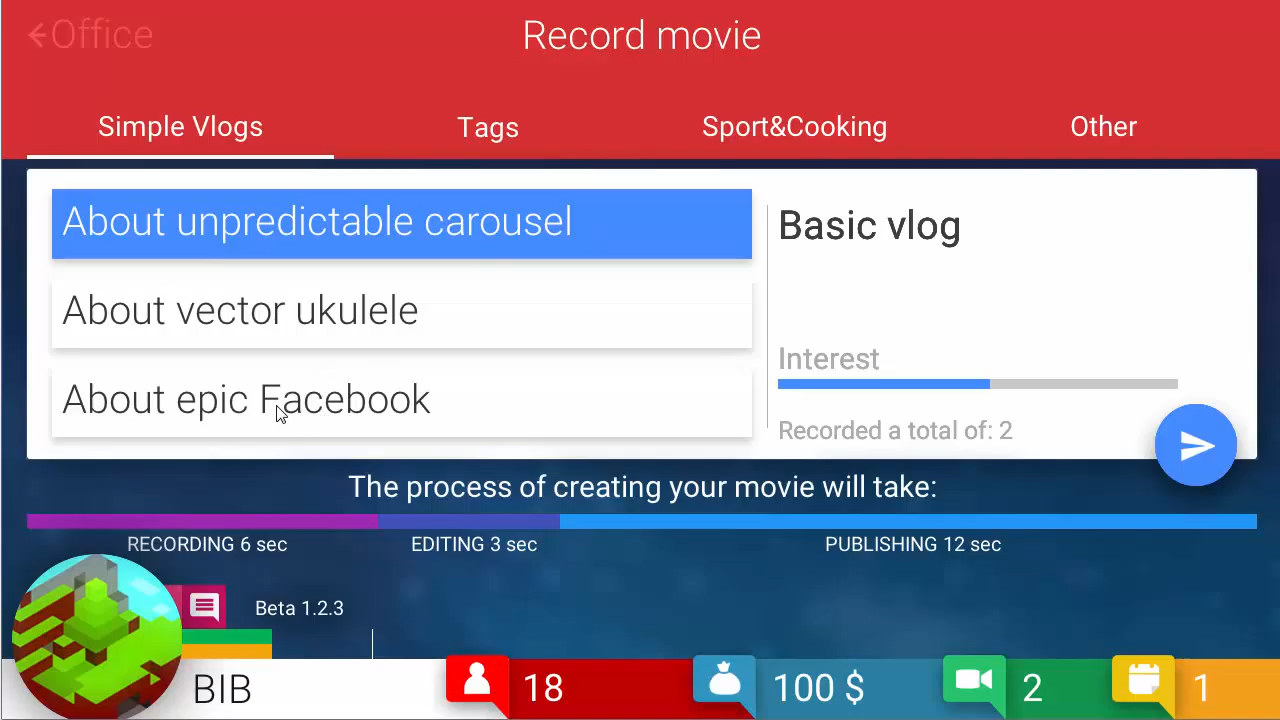 Office
Record movie
Simple Vlogs
Tags
Sport&Cooking
Other
About unpredictable carousel
About vector ukulele
About epic Facebook
Basic vlog
Interest
Recorded a total of: 2
The process of creating your movie will take:
RECORDING 6 sec
EDITING 3 sec
PUBLISHING 12 sec
Beta 1.2.3
BIB
18
100 $
2
1